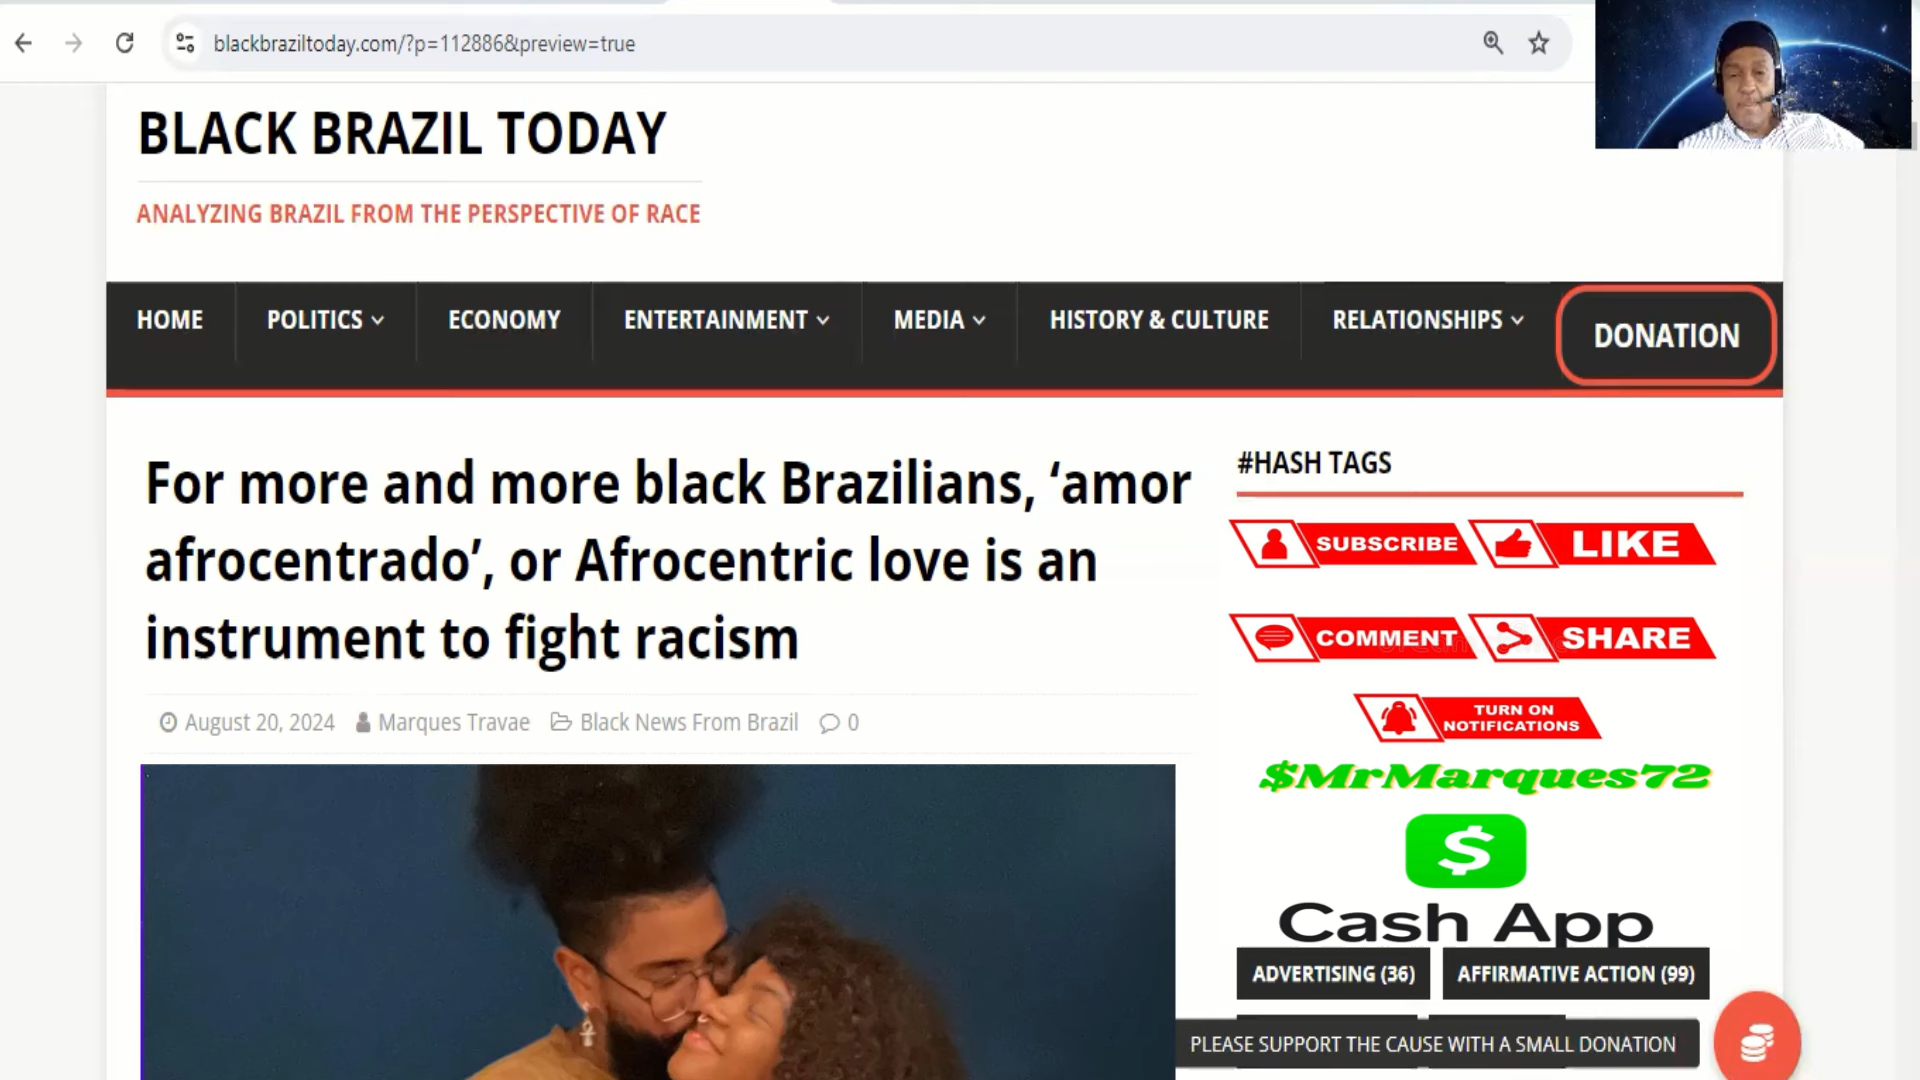 blackbraziltoday.com/?p=112886&preview=true
BLACK BRAZIL TODAY
ANALYZING BRAZIL FROM THE PERSPECTIVE OF RACE
HOME
POLITICS
ECONOMY
ENTERTAINMENT
MEDIA
HISTORY & CULTURE
RELATIONSHIPS
DONATION
For more and more black Brazilians, ‘amor
afrocentrado’, or Afrocentric love is an
instrument to fight racism
August 20, 2024 Marques Travae Black News From Brazil 0
#HASH TAGS
SUBSCRIBE
LIKE
COMMENT
SHARE
TURN ON
NOTIFICATIONS
$MrMarques72
$
Cash App
ADVERTISING (36)
AFFIRMATIVE ACTION (99)
PLEASE SUPPORT THE CAUSE WITH A SMALL DONATION